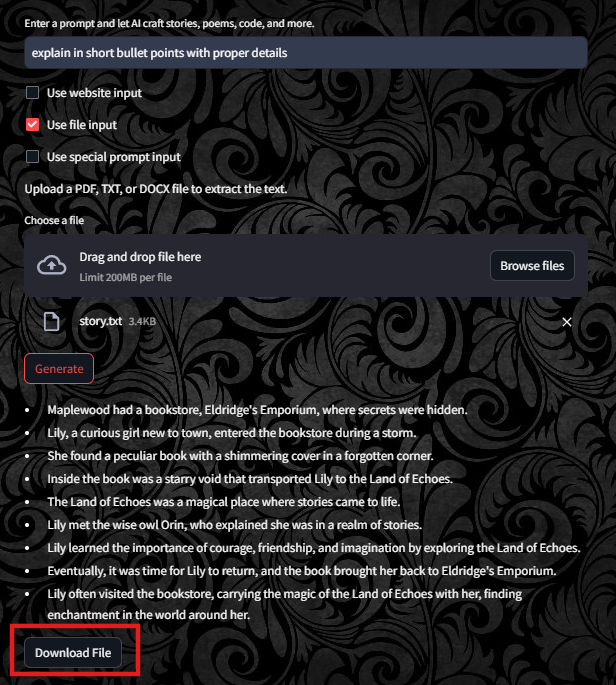 Enter a prompt and let AI craft stories, poems, code, and more.
explain in short bullet points with proper details
Use website input
Use file input
Use special prompt input
Upload a PDF, TXT, or DOCX file to extract the text.
Choose a file
Drag and drop file here
Limit 200MB per file
Browse files
story.txt 3.4KB
Generate
• Maplewood had a bookstore, Eldridge's Emporium, where secrets were hidden.
• Lily, a curious girl new to town, entered the bookstore during a storm.
• She found a peculiar book with a shimmering cover in a forgotten corner.
• Inside the book was a starry void that transported Lily to the Land of Echoes.
• The Land of Echoes was a magical place where stories came to life.
• Lily met the wise owl Orin, who explained she was in a realm of stories.
• Lily learned the importance of courage, friendship, and imagination by exploring the Land of Echoes.
• Eventually, it was time for Lily to return, and the book brought her back to Eldridge's Emporium.
• Lily often visited the bookstore, carrying the magic of the Land of Echoes with her, finding
enchantment in the world around her.
Download File